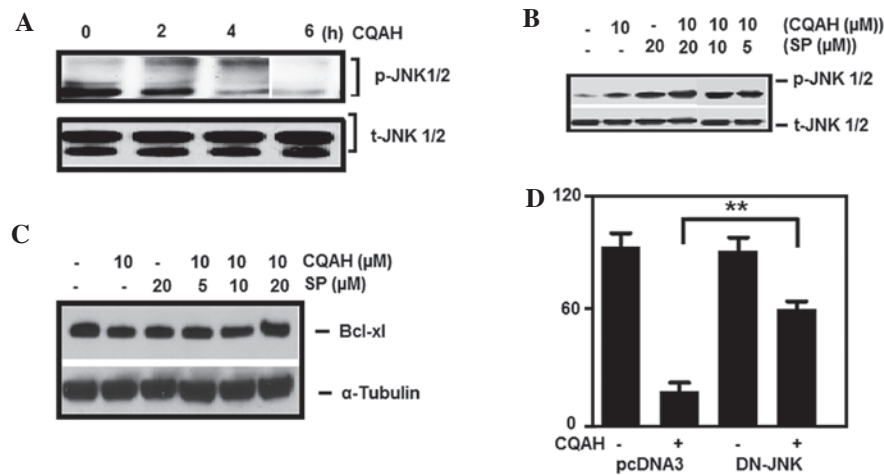 A
0 2 4 6 (h) CQAH
p-JNK1/2
t-JNK 1/2
B
- 10 - 10 10 10 (CQAH (µM))
- - 20 20 10 5 (SP (µM))
p-JNK 1/2
t-JNK 1/2
C
- 10 - 10 10 10 CQAH (µM)
- - 20 5 10 20 SP (µM)
Bcl-xl
α-Tubulin
D
120
**
60
0
CQAH - + - +
pcDNA3 DN-JNK